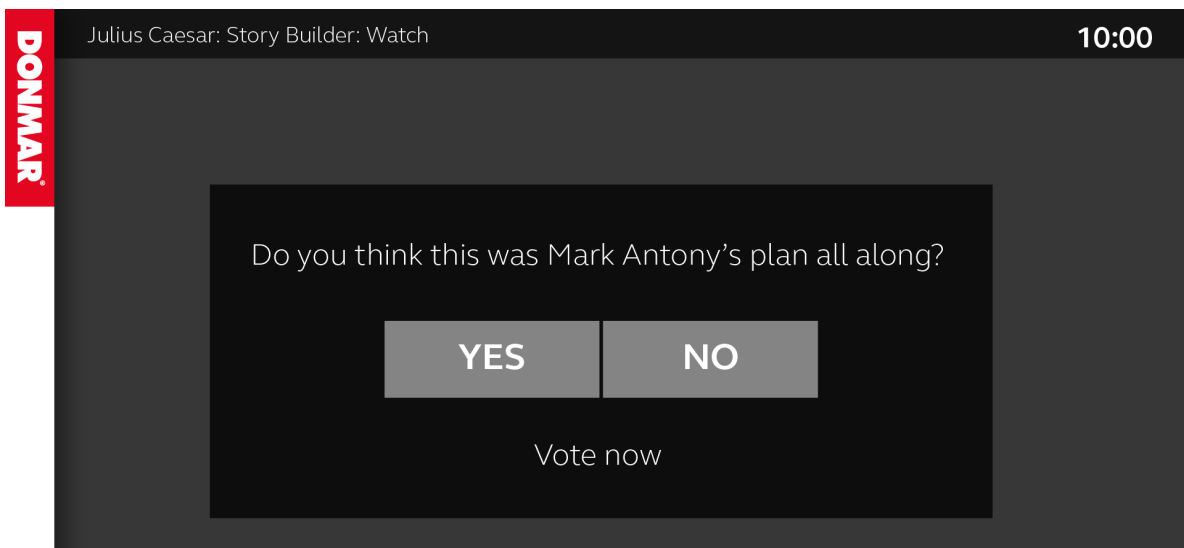 DONMAR®
Julius Caesar: Story Builder: Watch
10:00
Do you think this was Mark Antony’s plan all along?
YES
NO
Vote now